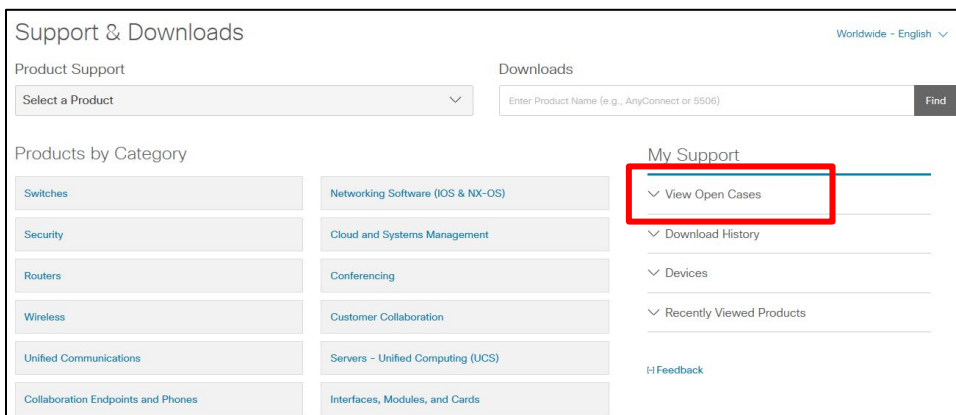 Support & Downloads
Worldwide - English
Product Support
Downloads
Select a Product
Enter Product Name (e.g., AnyConnect or 5506)
Find
Products by Category
My Support
Switches
Networking Software (IOS & NX-OS)
View Open Cases
Security
Cloud and Systems Management
Download History
Routers
Conferencing
Devices
Wireless
Customer Collaboration
Recently Viewed Products
Unified Communications
Servers - Unified Computing (UCS)
[-] Feedback
Collaboration Endpoints and Phones
Interfaces, Modules, and Cards